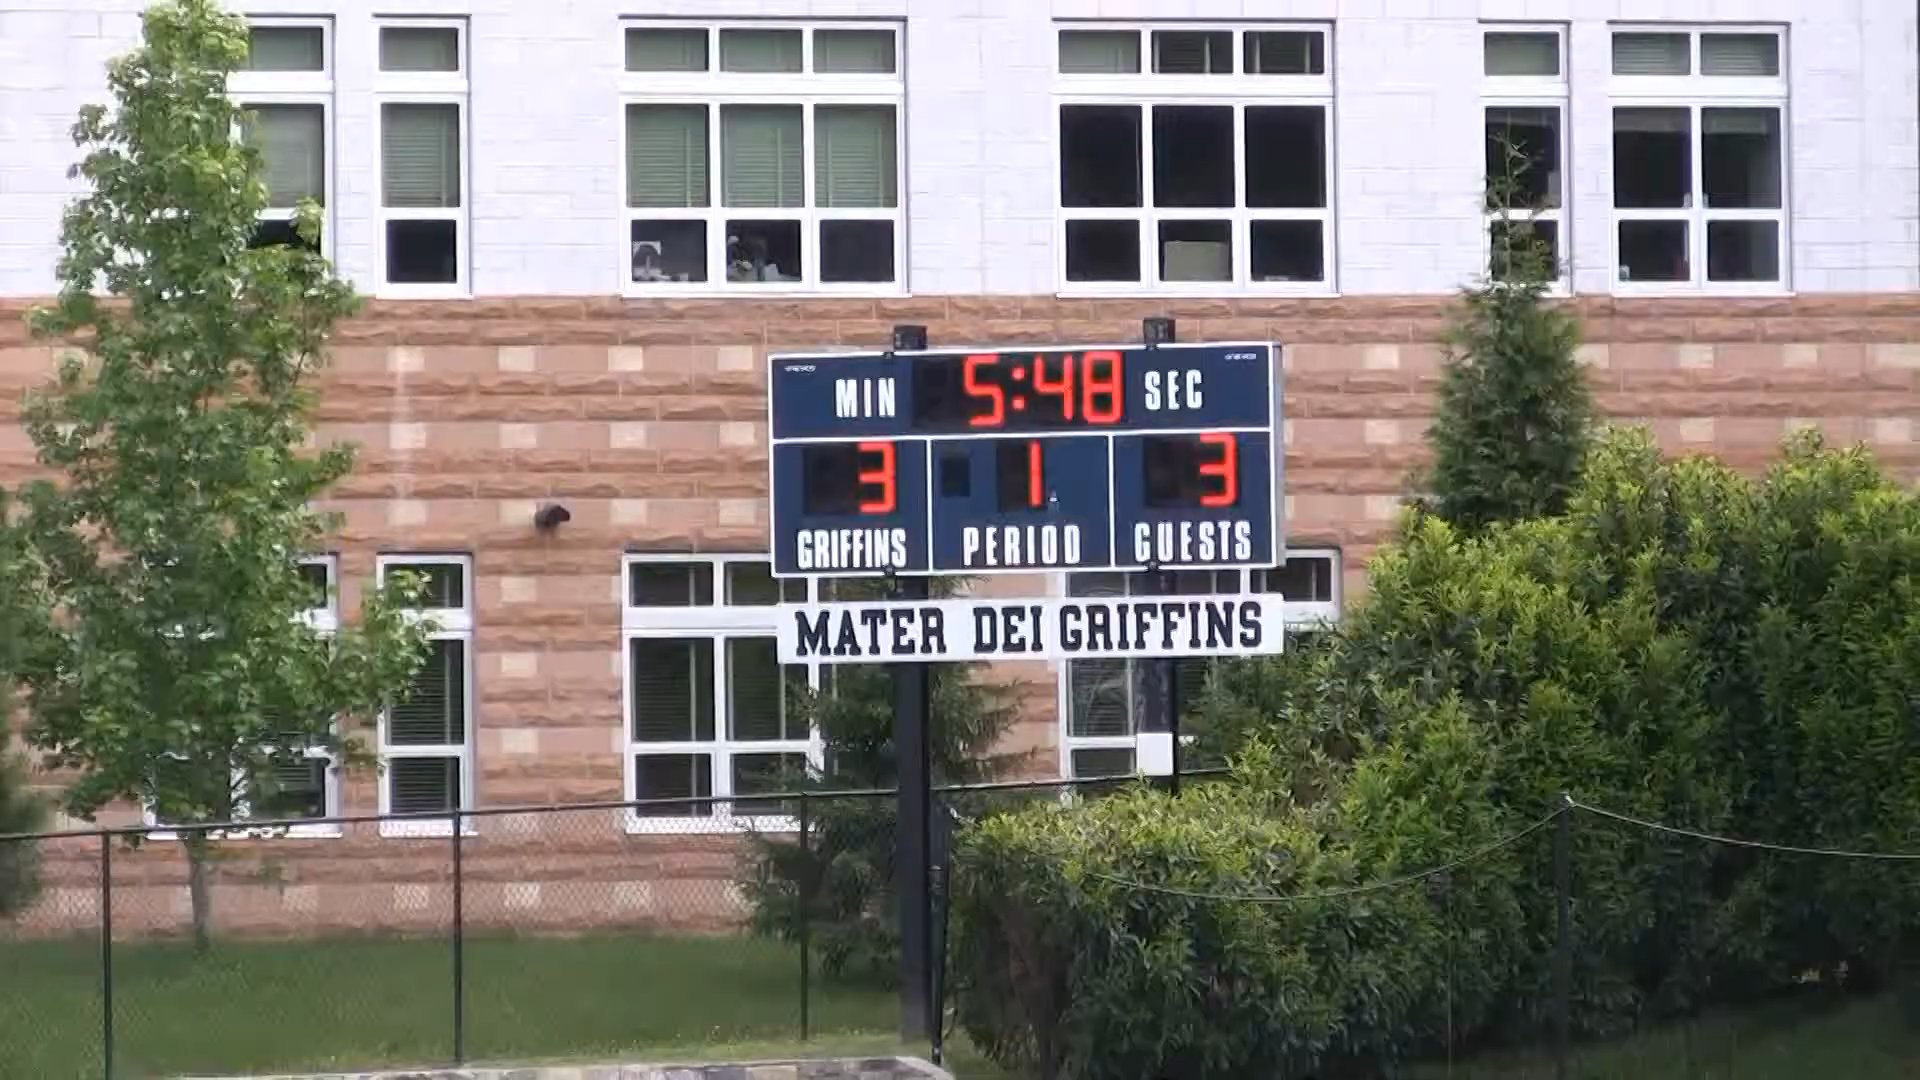 MIN 5:48 SEC
3 1 3
GRIFFINS PERIOD GUESTS
MATER DEI GRIFFINS